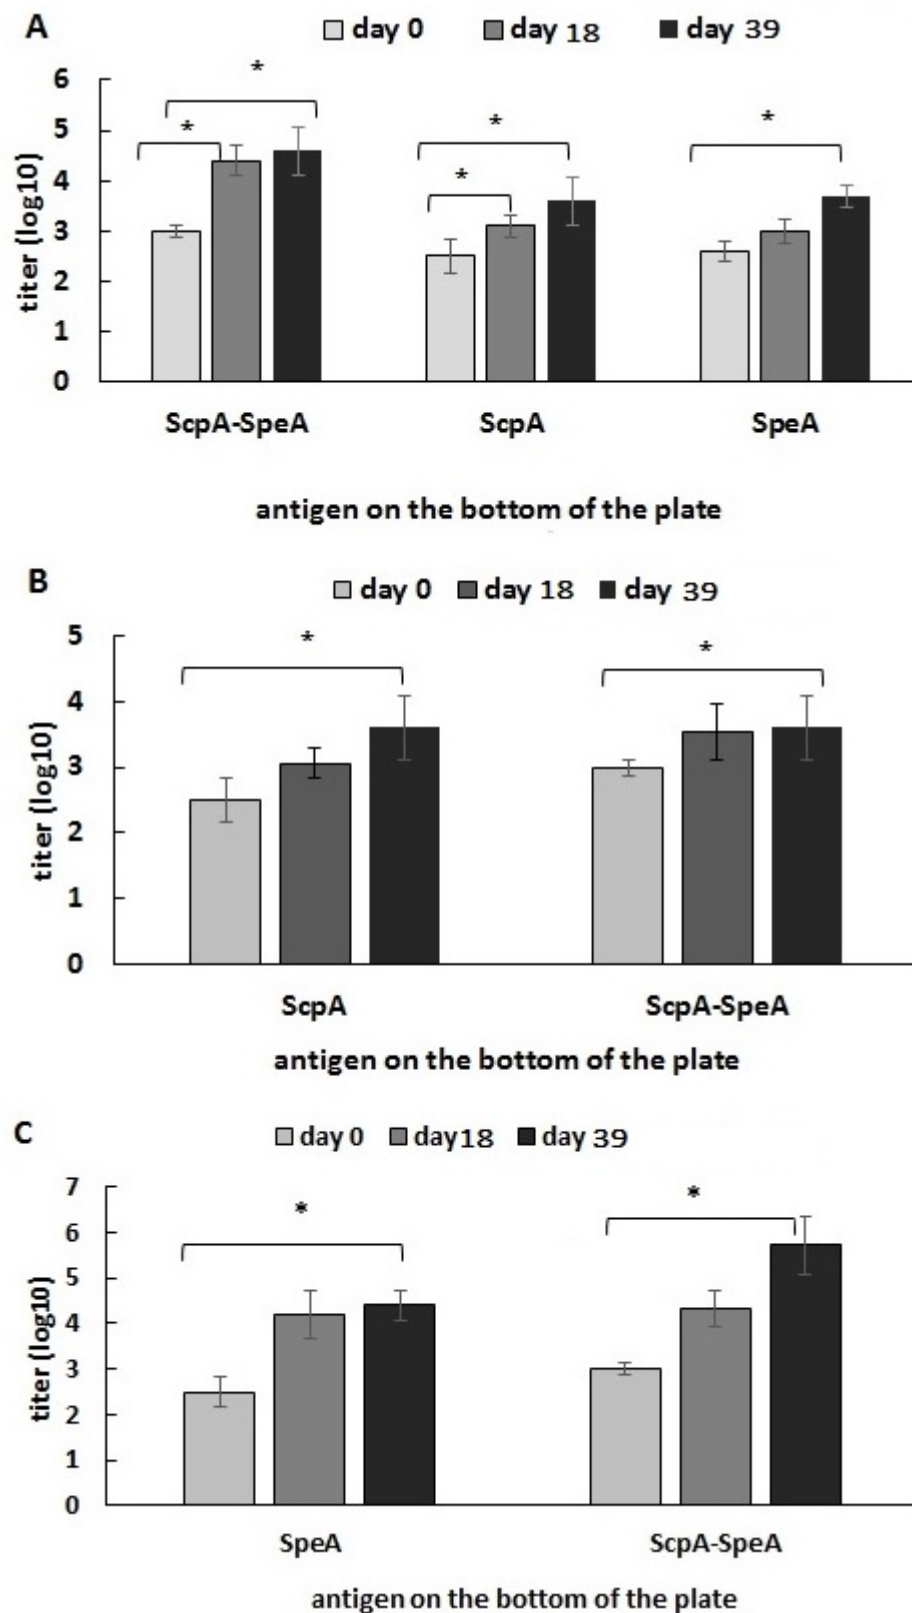 A
day 0 day 18 day 39
*
*
*
*
*
6
5
4
3
2
1
0
titer (log10)
ScpA-SpeA ScpA SpeA
antigen on the bottom of the plate
B
day 0 day 18 day 39
*
*
5
4
3
2
1
0
titer (log10)
ScpA ScpA-SpeA
antigen on the bottom of the plate
C
day 0 day18 day 39
*
*
7
6
5
4
3
2
1
0
titer (log10)
SpeA ScpA-SpeA
antigen on the bottom of the plate